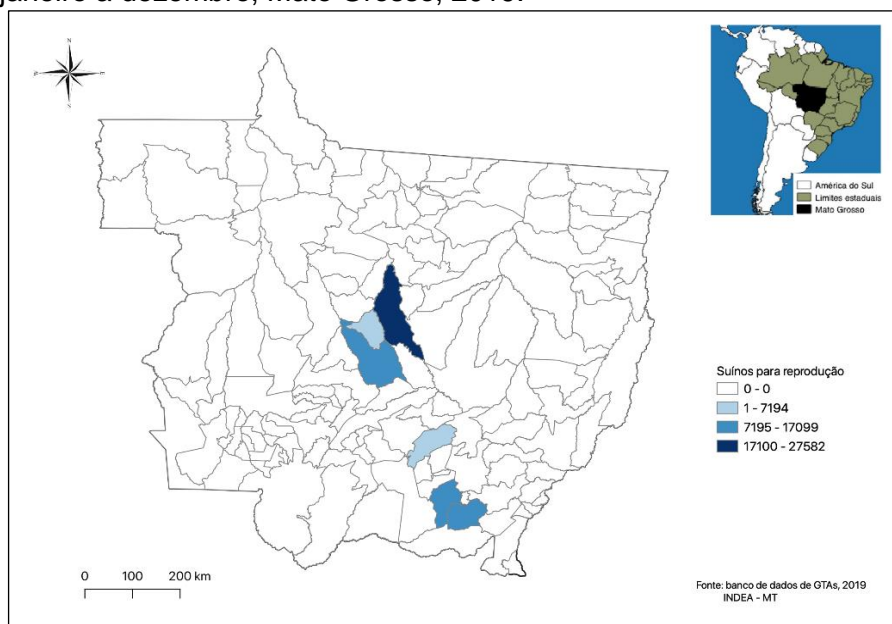 janeiro a dezembro, Mato Grosso, 2019.
N
S
América do Sul
Limites estaduais
Mato Grosso
Suínos para reprodução
0 - 0
1 - 7194
7195 - 17099
17100 - 27582
0 100 200 km
Fonte: banco de dados de GTAs, 2019
INDEA - MT